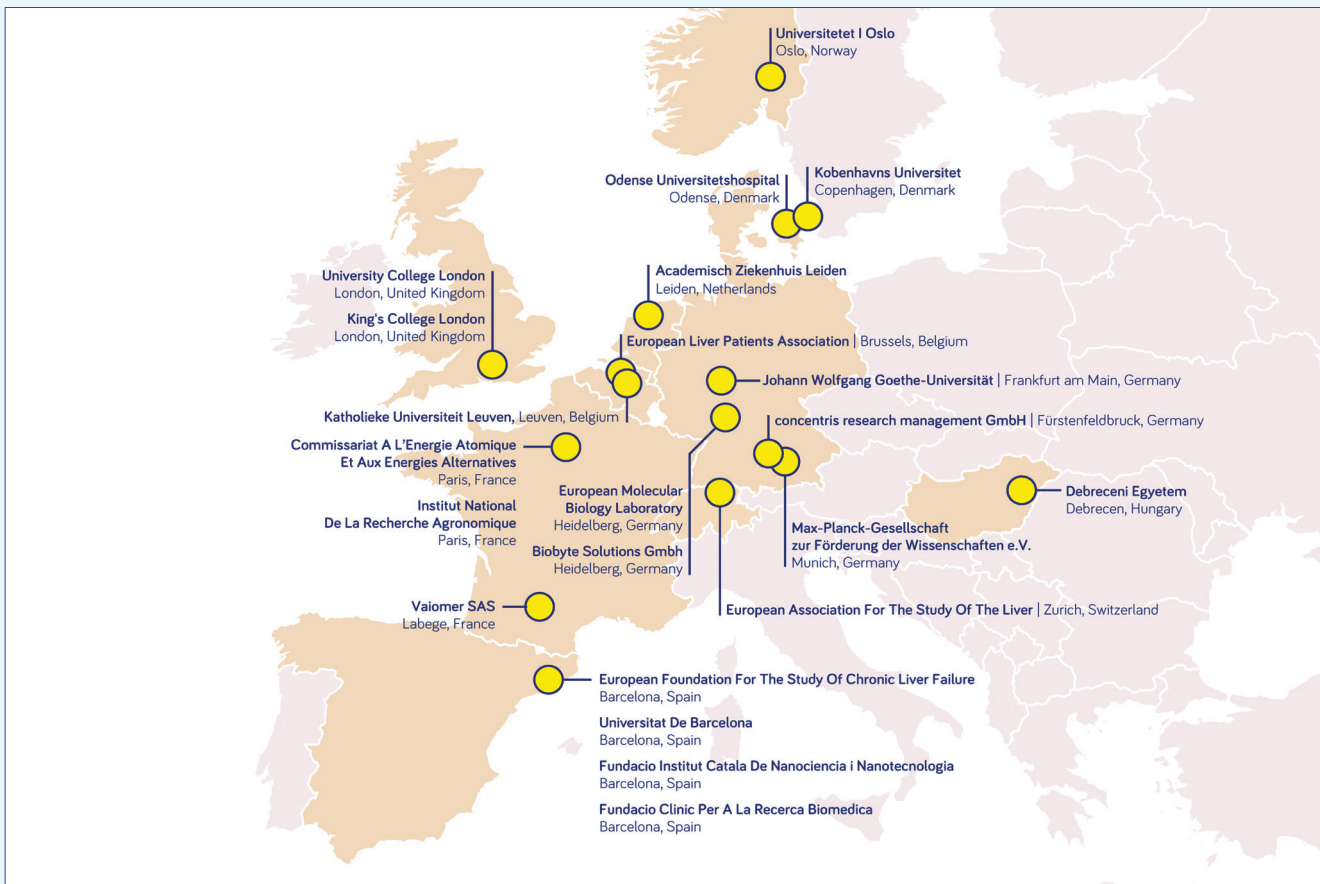 Universitetet I Oslo
Oslo, Norway
Odense Universitetshospital
Odense, Denmark
Kobenhavns Universitet
Copenhagen, Denmark
University College London
London, United Kingdom
King's College London
London, United Kingdom
Academisch Ziekenhuis Leiden
Leiden, Netherlands
European Liver Patients Association | Brussels, Belgium
Johann Wolfgang Goethe-Universität | Frankfurt am Main, Germany
Katholieke Universiteit Leuven, Leuven, Belgium
concentris research management GmbH | Fürstenfeldbruck, Germany
Commissariat A L'Energie Atomique
Et Aux Energies Alternatives
Paris, France
Institut National
De La Recherche Agronomique
Paris, France
European Molecular
Biology Laboratory
Heidelberg, Germany
Biobyte Solutions Gmbh
Heidelberg, Germany
Max-Planck-Gesellschaft
zur Förderung der Wissenschaften e.V.
Munich, Germany
Debreceni Egyetem
Debrecen, Hungary
Vaiomer SAS
Labege, France
European Association For The Study Of The Liver | Zurich, Switzerland
European Foundation For The Study Of Chronic Liver Failure
Barcelona, Spain
Universitat De Barcelona
Barcelona, Spain
Fundacio Institut Catala De Nanociencia i Nanotecnologia
Barcelona, Spain
Fundacio Clinic Per A La Recerca Biomedica
Barcelona, Spain